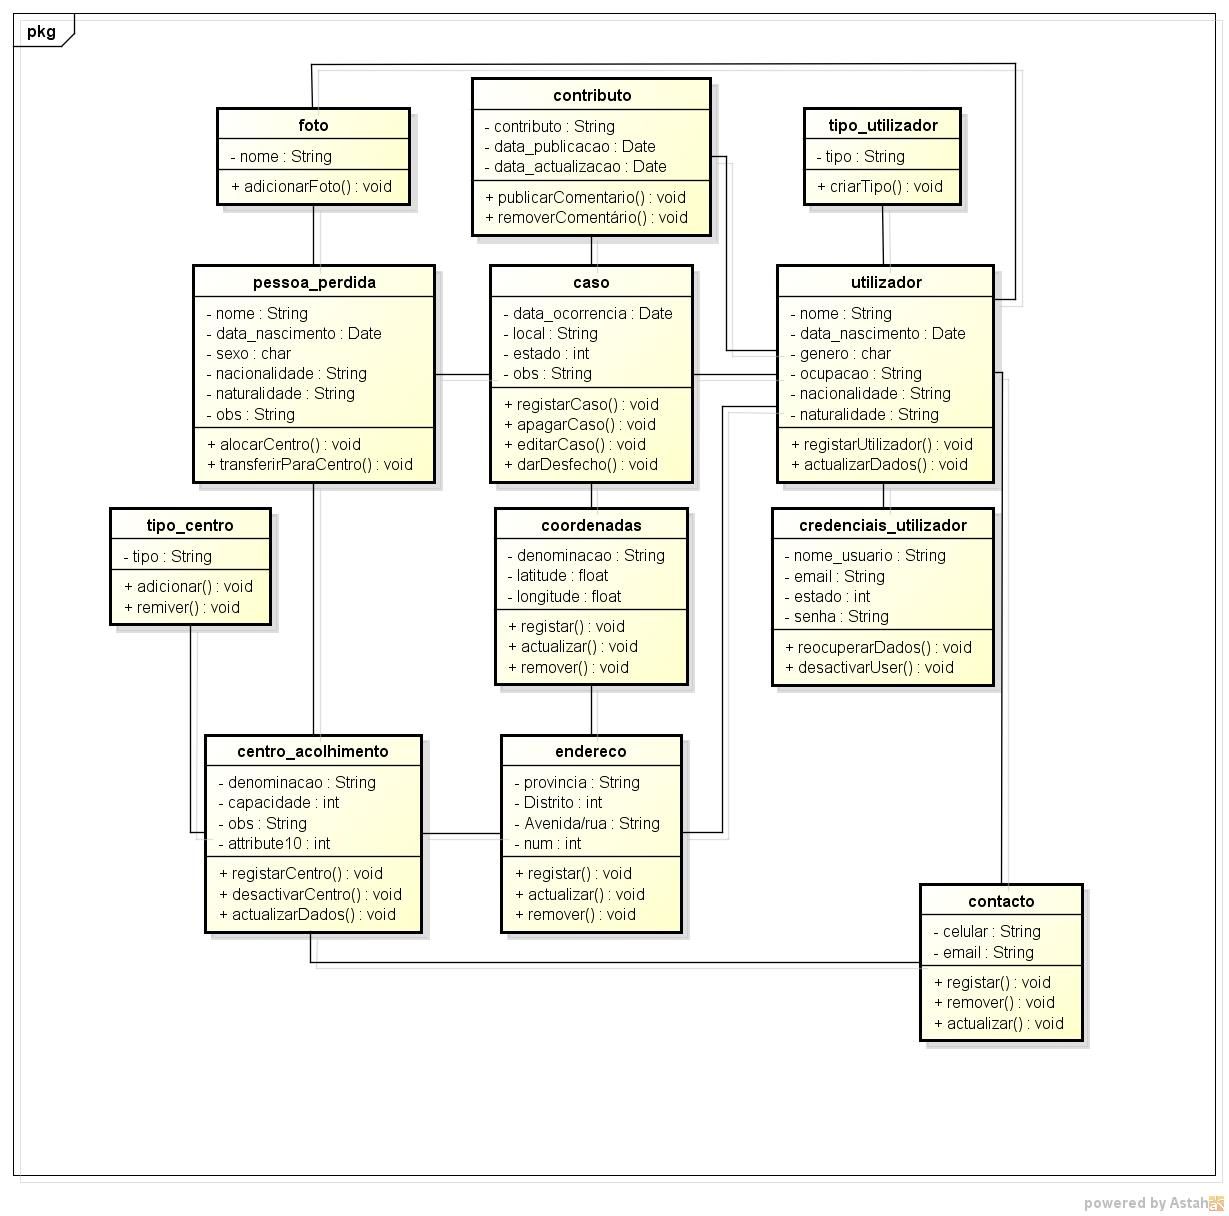 pkg
foto
- nome : String
+ adicionarFoto() : void
contributo
- contributo : String
- data_publicacao : Date
- data_actualizacao : Date
+ publicarComentario() : void
+ removerComentário() : void
tipo_utilizador
- tipo : String
+ criarTipo() : void
pessoa_perdida
- nome : String
- data_nascimento : Date
- sexo : char
- nacionalidade : String
- naturalidade : String
- obs : String
+ alocarCentro() : void
+ transferirParaCentro() : void
caso
- data_ocorrencia : Date
- local : String
- estado : int
- obs : String
+ registarCaso() : void
+ apagarCaso() : void
+ editarCaso() : void
+ darDesfecho() : void
utilizador
- nome : String
- data_nascimento : Date
- genero : char
- ocupacao : String
- nacionalidade : String
- naturalidade : String
+ registarUtilizador() : void
+ actualizarDados() : void
tipo_centro
- tipo : String
+ adicionar() : void
+ remiver() : void
coordenadas
- denominacao : String
- latitude : float
- longitude : float
+ registar() : void
+ actualizar() : void
+ remover() : void
credenciais_utilizador
- nome_usuario : String
- email : String
- estado : int
- senha : String
+ reocuperarDados() : void
+ desactivarUser() : void
centro_acolhimento
- denominacao : String
- capacidade : int
- obs : String
- attribute10 : int
+ registarCentro() : void
+ desactivarCentro() : void
+ actualizarDados() : void
endereco
- provincia : String
- Distrito : int
- Avenida/rua : String
- num : int
+ registar() : void
+ actualizar() : void
+ remover() : void
contacto
- celular : String
- email : String
+ registar() : void
+ remover() : void
+ actualizar() : void
powered by Astah